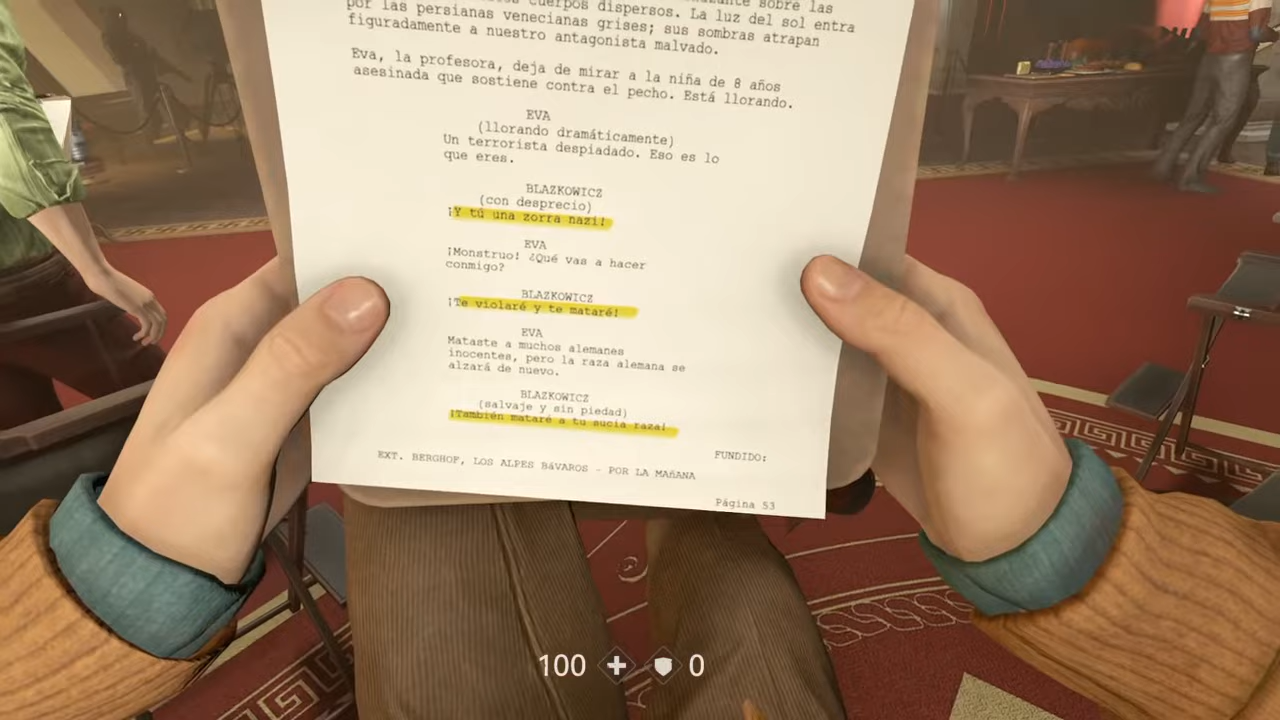 cuerpos dispersos. La luz del sol entra
por las persianas venecianas grises; sus sombras atrapan
figuradamente a nuestro antagonista malvado.
Eva, la profesora, deja de mirar a la niña de 8 años
asesinada que sostiene contra el pecho. Está llorando.
EVA
(llorando dramáticamente)
Un terrorista despiadado. Eso es lo
que eres.
BLAZKOWICZ
(con desprecio)
¡Y tú una zorra nazi!
EVA
¡Monstruo! ¿Qué vas a hacer
conmigo?
BLAZKOWICZ
¡Te violaré y te mataré!
EVA
Mataste a muchos alemanes
inocentes, pero la raza alemana se
alzará de nuevo.
BLAZKOWICZ
(salvaje y sin piedad)
¡También mataré a tu sucia raza!
FUNDIDO:
EXT. BERGHOF, LOS ALPES BáVAROS - POR LA MAñANA
Página 53
100 0